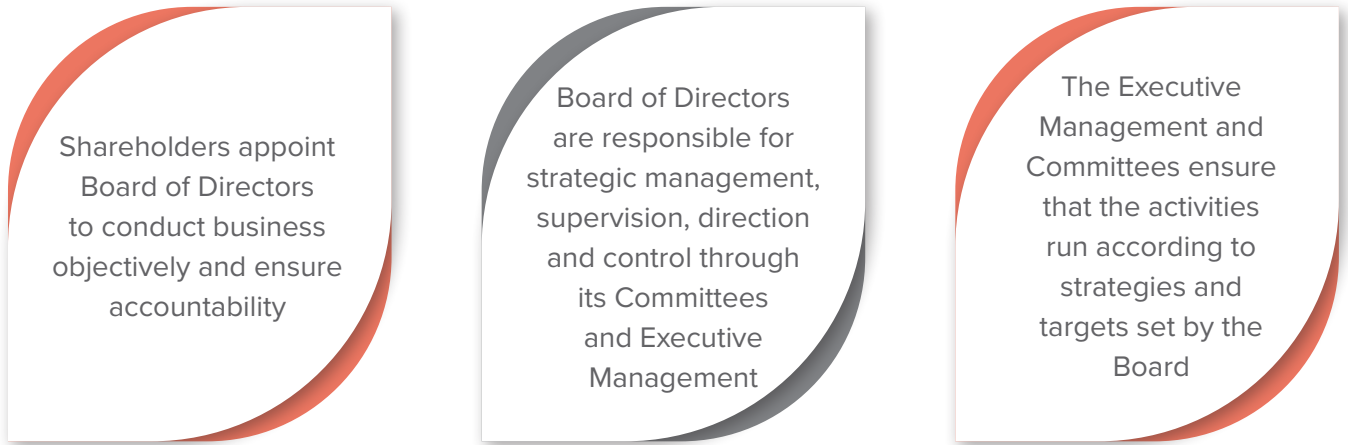 Shareholders appoint
Board of Directors
to conduct business
objectively and ensure
accountability
Board of Directors
are responsible for
strategic management,
supervision, direction
and control through
its Committees
and Executive
Management
The Executive
Management and
Committees ensure
that the activities
run according to
strategies and
targets set by the
Board